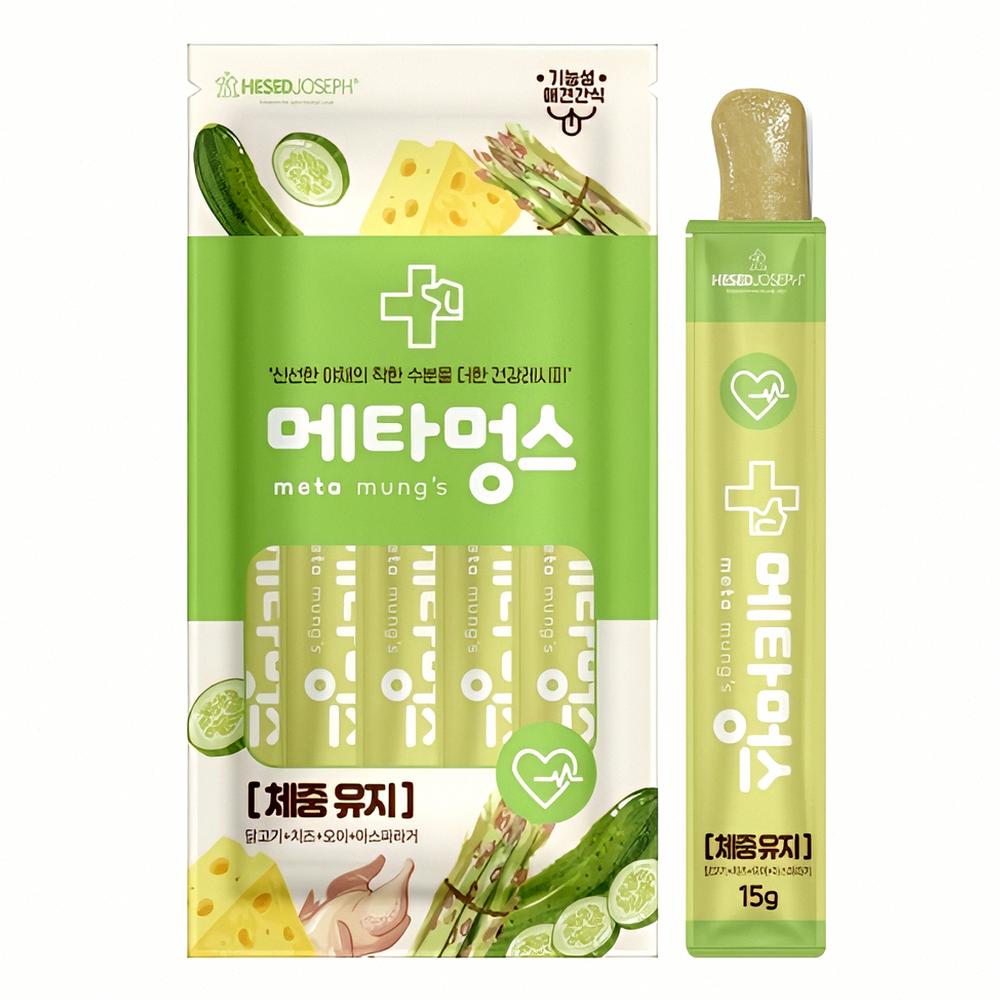 HESEDJOSEPH®
기능성
애견간식
'신선한 야채의 착한 수분을 더한 건강레시피'
메타멍스
meta mung's
[체중 유지]
닭고기+치즈+오이+아스파라거
HESEDJOSEPH
메타멍스
meta mung's
[체중유지]
15g